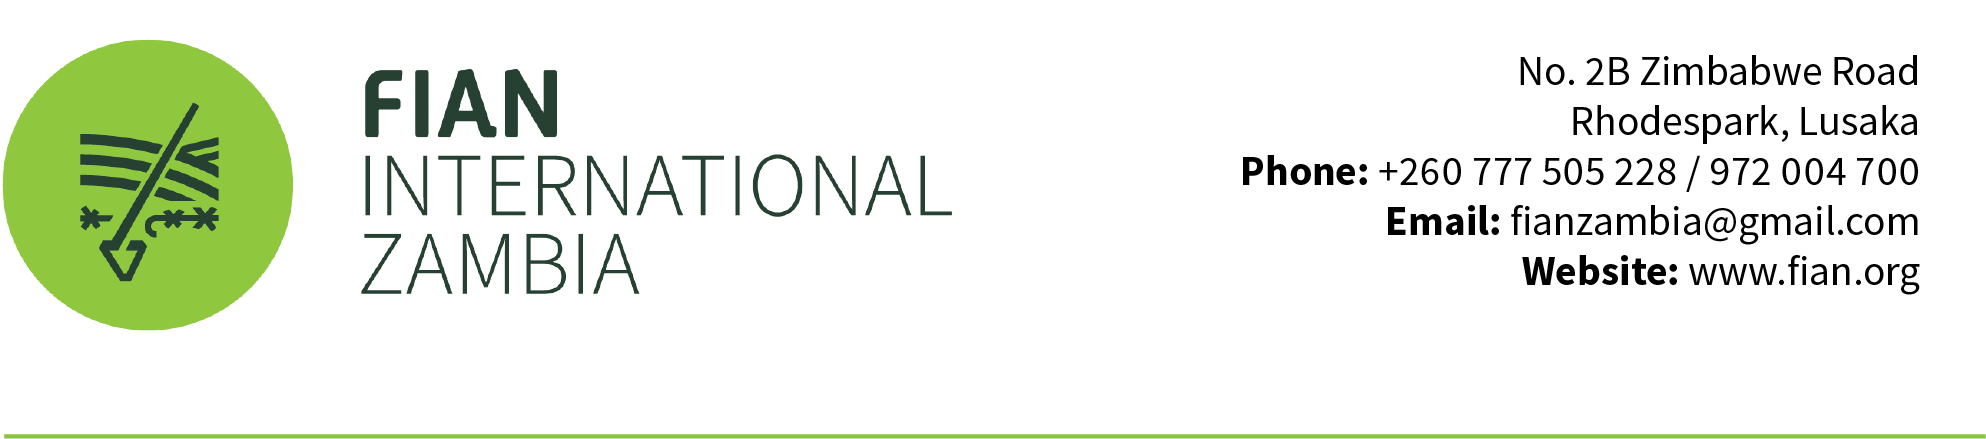 FIAN
INTERNATIONAL
ZAMBIA
No. 2B Zimbabwe Road
Rhodespark, Lusaka
Phone: +260 777 505 228 / 972 004 700
Email: fianzambia@gmail.com
Website: www.fian.org